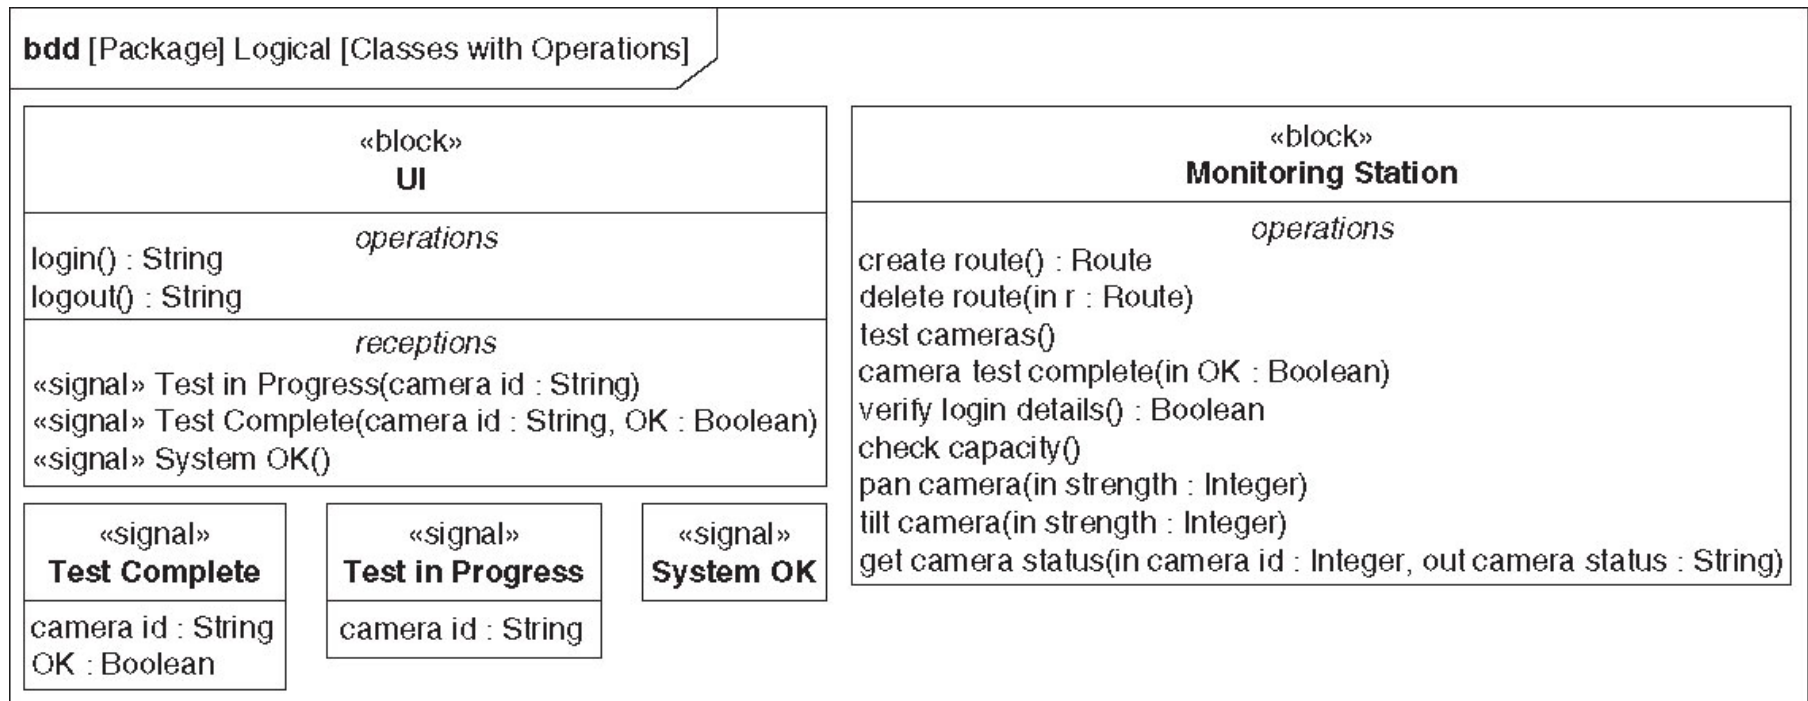 bdd [Package] Logical [Classes with Operations]
«block»
UI
operations
login() : String
logout() : String
receptions
«signal» Test in Progress(camera id : String)
«signal» Test Complete(camera id : String, OK : Boolean)
«signal» System OK()
«block»
Monitoring Station
operations
create route() : Route
delete route(in r : Route)
test cameras()
camera test complete(in OK : Boolean)
verify login details() : Boolean
check capacity()
pan camera(in strength : Integer)
tilt camera(in strength : Integer)
get camera status(in camera id : Integer, out camera status : String)
«signal»
Test Complete
camera id : String
OK : Boolean
«signal»
Test in Progress
camera id : String
«signal»
System OK